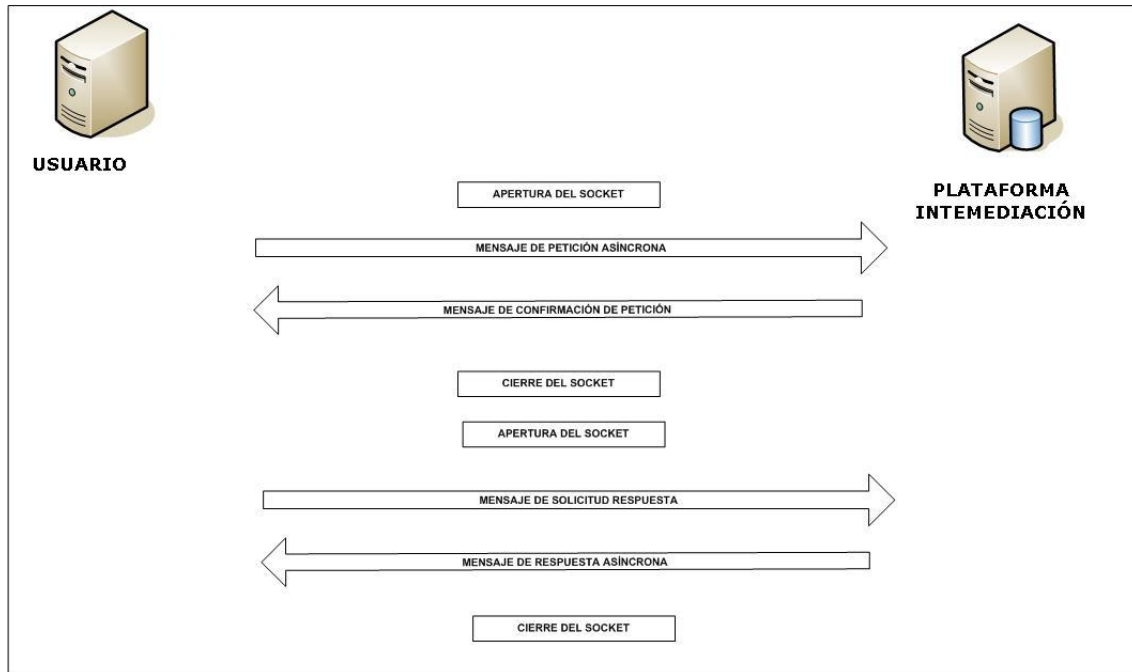 USUARIO
PLATAFORMA
INTEMEDIACIÓN
APERTURA DEL SOCKET
MENSAJE DE PETICIÓN ASÍNCRONA
MENSAJE DE CONFIRMACIÓN DE PETICIÓN
CIERRE DEL SOCKET
APERTURA DEL SOCKET
MENSAJE DE SOLICITUD RESPUESTA
MENSAJE DE RESPUESTA ASÍNCRONA
CIERRE DEL SOCKET